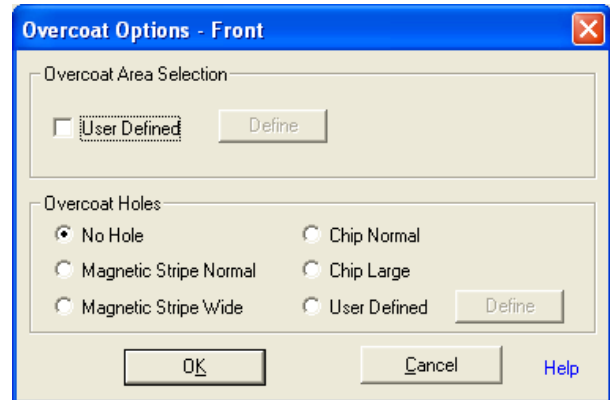 Overcoat Options - Front
Overcoat Area Selection
User Defined Define
Overcoat Holes
No Hole Chip Normal
Magnetic Stripe Normal Chip Large
Magnetic Stripe Wide User Defined Define
OK Cancel Help